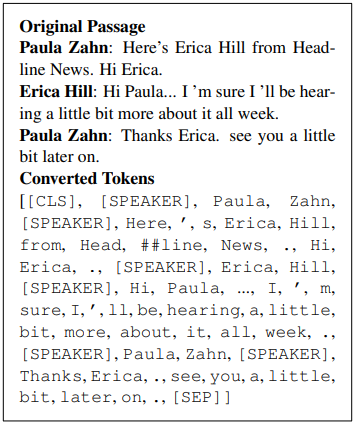 Original Passage
Paula Zahn: Here's Erica Hill from Head-
line News. Hi Erica.
Erica Hill: Hi Paula... I 'm sure I 'll be hear-
ing a little bit more about it all week.
Paula Zahn: Thanks Erica. see you a little
bit later on.
Converted Tokens
[[CLS], [SPEAKER], Paula, Zahn,
[SPEAKER], Here, ’, s, Erica, Hill,
from, Head, ##line, News, ., Hi,
Erica, ., [SPEAKER], Erica, Hill,
[SPEAKER], Hi, Paula, …, I, ’, m,
sure, I, ’, ll, be, hearing, a, little,
bit, more, about, it, all, week, .,
[SPEAKER], Paula, Zahn, [SPEAKER],
Thanks, Erica, ., see, you, a, little,
bit, later, on, ., [SEP]]